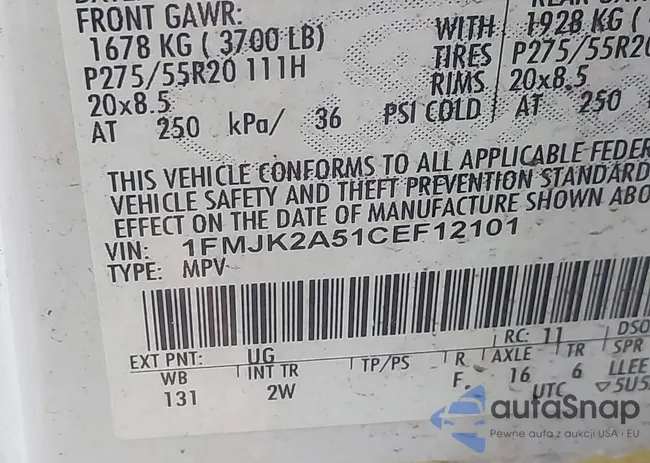 FRONT GAWR:
1678 KG ( 3700 LB)
P275/55R20 111H
20x8.5
AT 250 kPa/ 36 PSI COLD
1928 KG (
WITH
TIRES P275/55R20
RIMS 20x8.5
AT 250
THIS VEHICLE CONFORMS TO ALL APPLICABLE FEDER
VEHICLE SAFETY AND THEFT PREVENTION STANDARD
EFFECT ON THE DATE OF MANUFACTURE SHOWN ABO
VIN: 1FMJK2A51CEF12101
TYPE: MPV
EXT PNT: UG RC: 11 DSO
WB INT TR TP/PS R AXLE TR SPR
131 2W F. 16 6 LLEE
UTC ▽5U5
autoSnap
Pewne auta z aukcji USA i EU